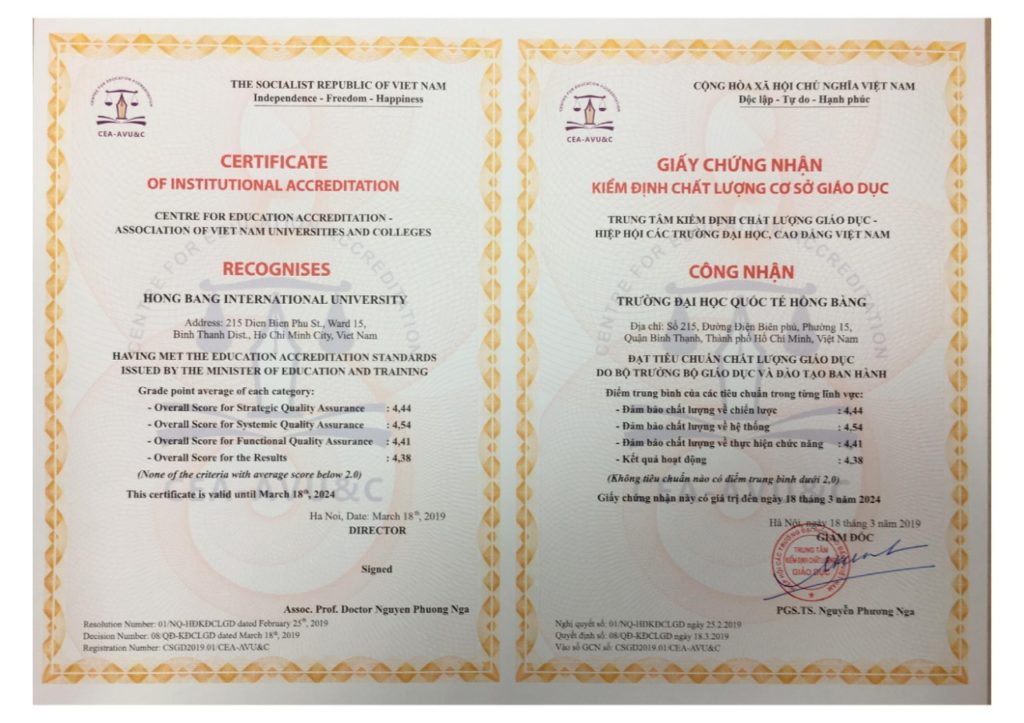 CENTRE FOR EDUCATION ACCREDITATION
CEA-AVU&C
THE SOCIALIST REPUBLIC OF VIET NAM
Independence - Freedom - Happiness
CERTIFICATE
OF INSTITUTIONAL ACCREDITATION
CENTRE FOR EDUCATION ACCREDITATION -
ASSOCIATION OF VIET NAM UNIVERSITIES AND COLLEGES
RECOGNISES
HONG BANG INTERNATIONAL UNIVERSITY
Address: 215 Dien Bien Phu St., Ward 15,
Binh Thanh Dist., Ho Chi Minh City, Viet Nam
HAVING MET THE EDUCATION ACCREDITATION STANDARDS
ISSUED BY THE MINISTER OF EDUCATION AND TRAINING
Grade point average of each category:
- Overall Score for Strategic Quality Assurance : 4,44
- Overall Score for Systemic Quality Assurance : 4,54
- Overall Score for Functional Quality Assurance : 4,41
- Overall Score for the Results : 4,38
(None of the criteria with average score below 2.0)
This certificate is valid until March 18th, 2024
Ha Noi, Date: March 18th, 2019
DIRECTOR
Signed
Assoc. Prof. Doctor Nguyen Phuong Nga
Resolution Number: 01/NQ-HĐKĐCLGD dated February 25th, 2019
Decision Number: 08/QĐ-KĐCLGD dated March 18th, 2019
Registration Number: CSGD2019.01/CEA-AVU&C
CENTRE FOR EDUCATION ACCREDITATION
CEA-AVU&C
CỘNG HÒA XÃ HỘI CHỦ NGHĨA VIỆT NAM
Độc lập - Tự do - Hạnh phúc
GIẤY CHỨNG NHẬN
KIỂM ĐỊNH CHẤT LƯỢNG CƠ SỞ GIÁO DỤC
TRUNG TÂM KIỂM ĐỊNH CHẤT LƯỢNG GIÁO DỤC -
HIỆP HỘI CÁC TRƯỜNG ĐẠI HỌC, CAO ĐẲNG VIỆT NAM
CÔNG NHẬN
TRƯỜNG ĐẠI HỌC QUỐC TẾ HỒNG BÀNG
Địa chỉ: Số 215, Đường Điện Biên phủ, Phường 15,
Quận Bình Thạnh, Thành phố Hồ Chí Minh, Việt Nam
ĐẠT TIÊU CHUẨN CHẤT LƯỢNG GIÁO DỤC
DO BỘ TRƯỞNG BỘ GIÁO DỤC VÀ ĐÀO TẠO BAN HÀNH
Điểm trung bình của các tiêu chuẩn trong từng lĩnh vực:
- Đảm bảo chất lượng về chiến lược : 4,44
- Đảm bảo chất lượng về hệ thống : 4,54
- Đảm bảo chất lượng về thực hiện chức năng : 4,41
- Kết quả hoạt động : 4,38
(Không tiêu chuẩn nào có điểm trung bình dưới 2,0)
Giấy chứng nhận này có giá trị đến ngày 18 tháng 3 năm 2024
Hà Nội, ngày 18 tháng 3 năm 2019
GIÁM ĐỐC
TRUNG TÂM
KIỂM ĐỊNH CHẤT LƯỢNG
GIÁO DỤC
PGS.TS. Nguyễn Phương Nga
Nghị quyết số: 01/NQ-HĐKĐCLGD ngày 25.2.2019
Quyết định số: 08/QĐ-KĐCLGD ngày 18.3.2019
Vào sổ GCN số: CSGD2019.01/CEA-AVU&C